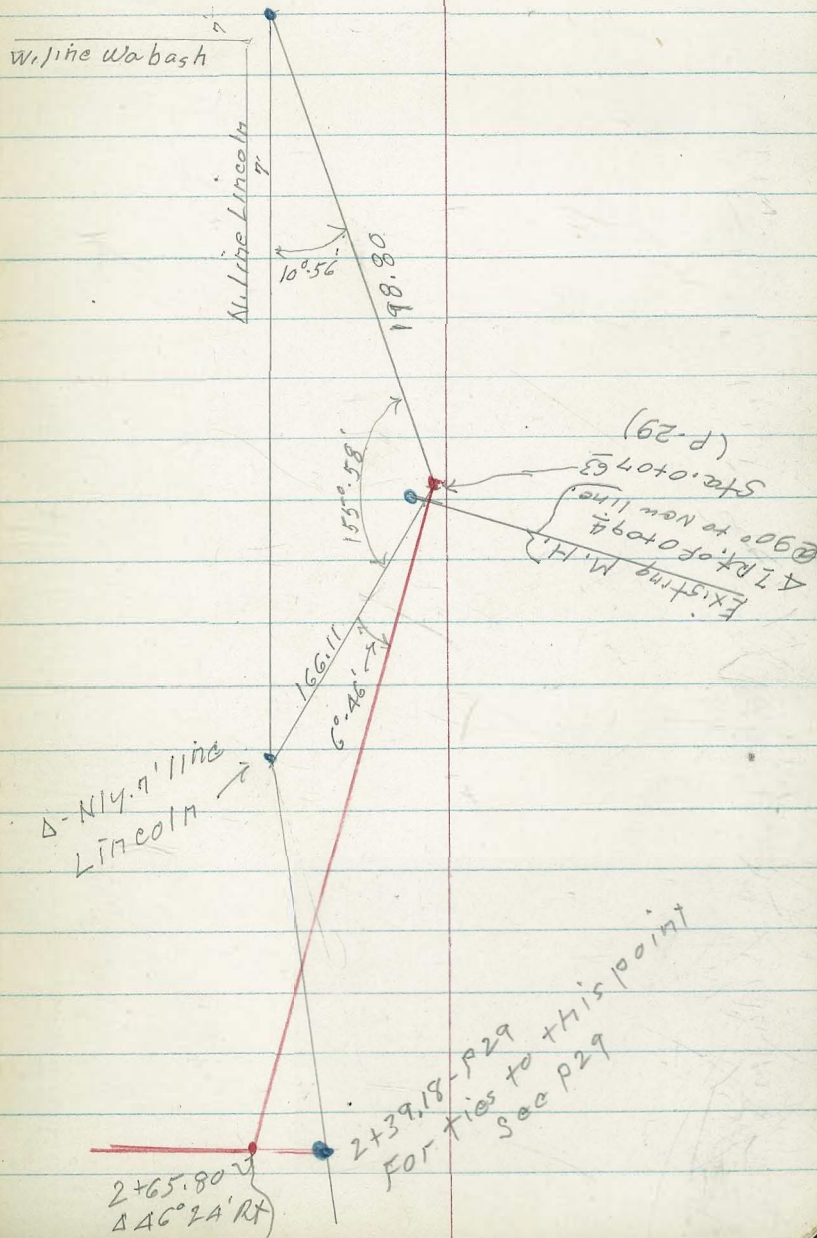 7'
W. line Wabash
N. line Lincoln
7'
10°-56'
198.80
155°-58'
(P-29)
Sta. 0+07 63
@ 90° to New line.
Rt. of 0+09 4
Existing M.H.
166.11
6°-46'
Δ-Nly. 7' line
Lincoln
2+39.18-P29
For ties to this point
See P29
2+65.80
Δ 46°24' Rt